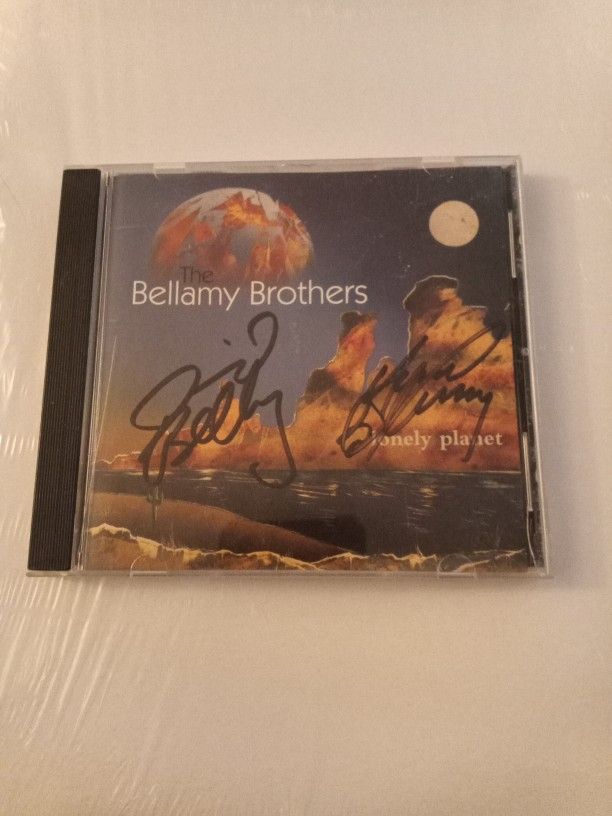 The
Bellamy Brothers
lonely planet